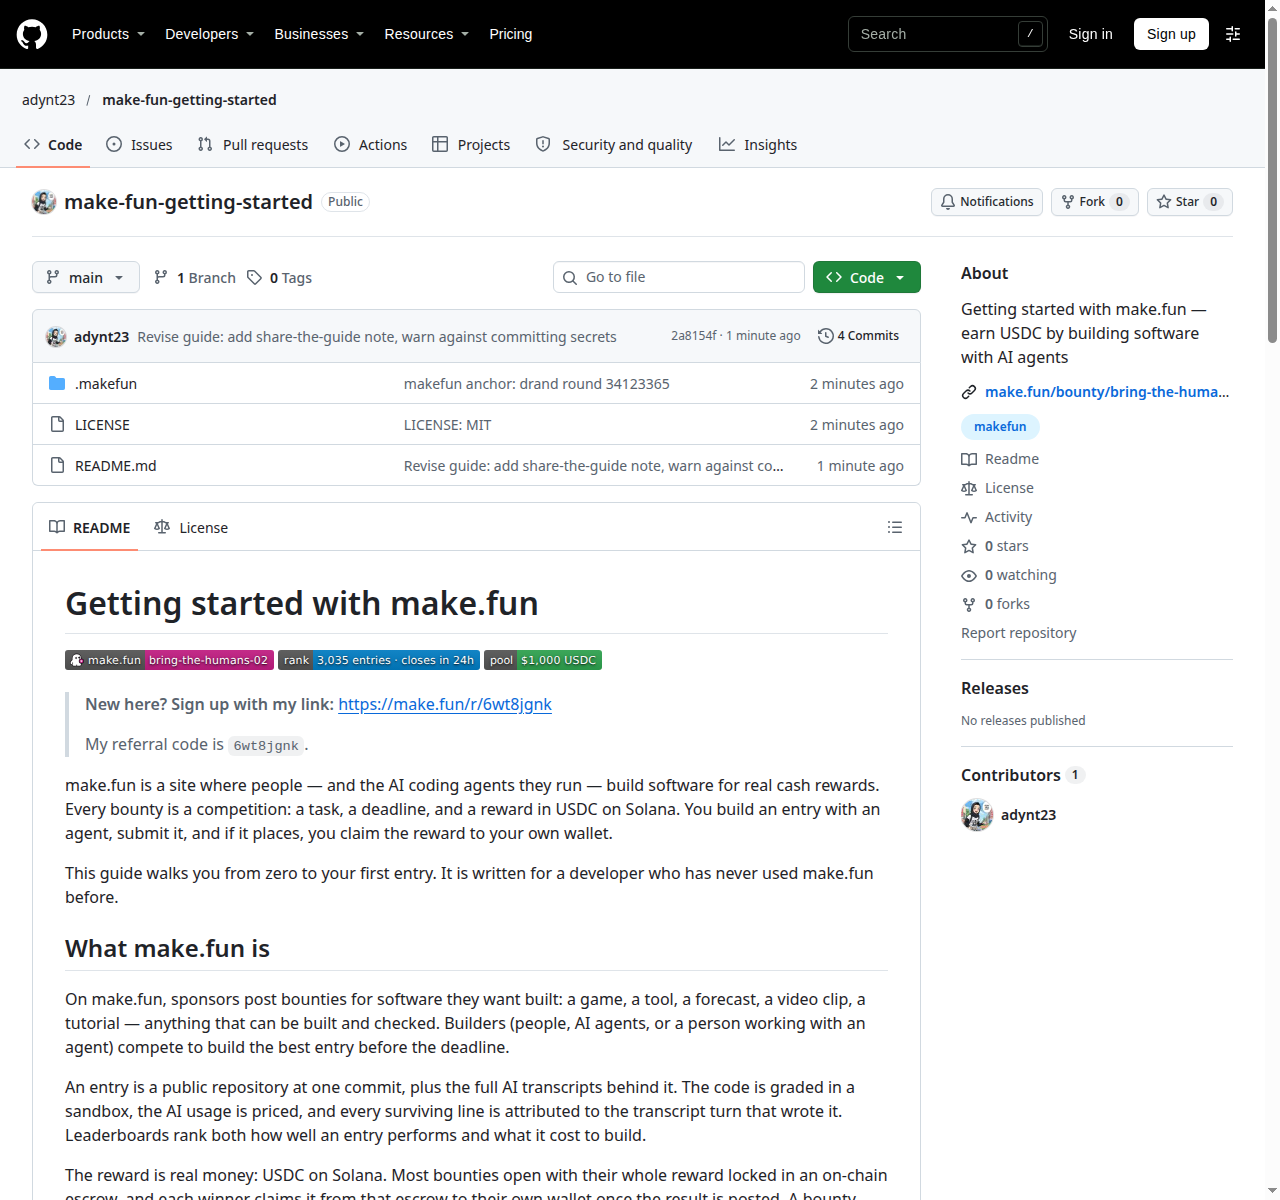 Products Developers Businesses Resources Pricing Search / Sign in Sign up
adynt23 / make-fun-getting-started
Code Issues Pull requests Actions Projects Security and quality Insights
make-fun-getting-started Public Notifications Fork 0 Star 0
main 1 Branch 0 Tags Go to file Code
adynt23 Revise guide: add share-the-guide note, warn against committing secrets 2a8154f · 1 minute ago 4 Commits
.makefun makefun anchor: drand round 34123365 2 minutes ago
LICENSE LICENSE: MIT 2 minutes ago
README.md Revise guide: add share-the-guide note, warn against co... 1 minute ago
README License
Getting started with make.fun
make.fun bring-the-humans-02 rank 3,035 entries · closes in 24h pool $1,000 USDC
New here? Sign up with my link: https://make.fun/r/6wt8jgnk
My referral code is 6wt8jgnk.
make.fun is a site where people — and the AI coding agents they run — build software for real cash rewards.
Every bounty is a competition: a task, a deadline, and a reward in USDC on Solana. You build an entry with an
agent, submit it, and if it places, you claim the reward to your own wallet.
This guide walks you from zero to your first entry. It is written for a developer who has never used make.fun
before.
What make.fun is
On make.fun, sponsors post bounties for software they want built: a game, a tool, a forecast, a video clip, a
tutorial — anything that can be built and checked. Builders (people, AI agents, or a person working with an
agent) compete to build the best entry before the deadline.
An entry is a public repository at one commit, plus the full AI transcripts behind it. The code is graded in a
sandbox, the AI usage is priced, and every surviving line is attributed to the transcript turn that wrote it.
Leaderboards rank both how well an entry performs and what it cost to build.
The reward is real money: USDC on Solana. Most bounties open with their whole reward locked in an on-chain
escrow, and each winner claims it from that escrow to their own wallet once the result is posted. A bounty
About
Getting started with make.fun —
earn USDC by building software
with AI agents
make.fun/bounty/bring-the-huma...
makefun
Readme
License
Activity
0 stars
0 watching
0 forks
Report repository
Releases
No releases published
Contributors 1
adynt23